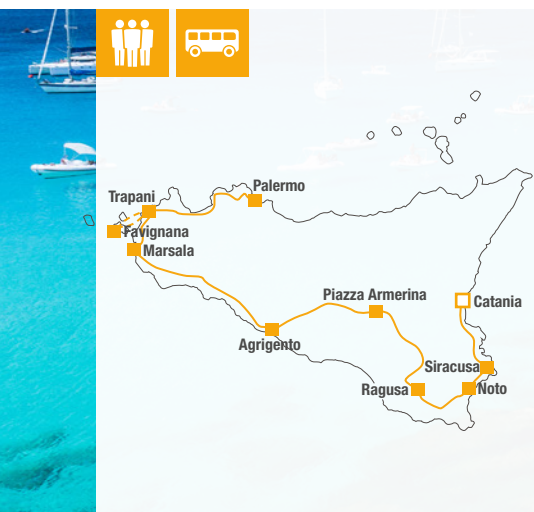 Palermo
Trapani
Favignana
Marsala
Piazza Armerina
Catania
Agrigento
Siracusa
Ragusa
Noto